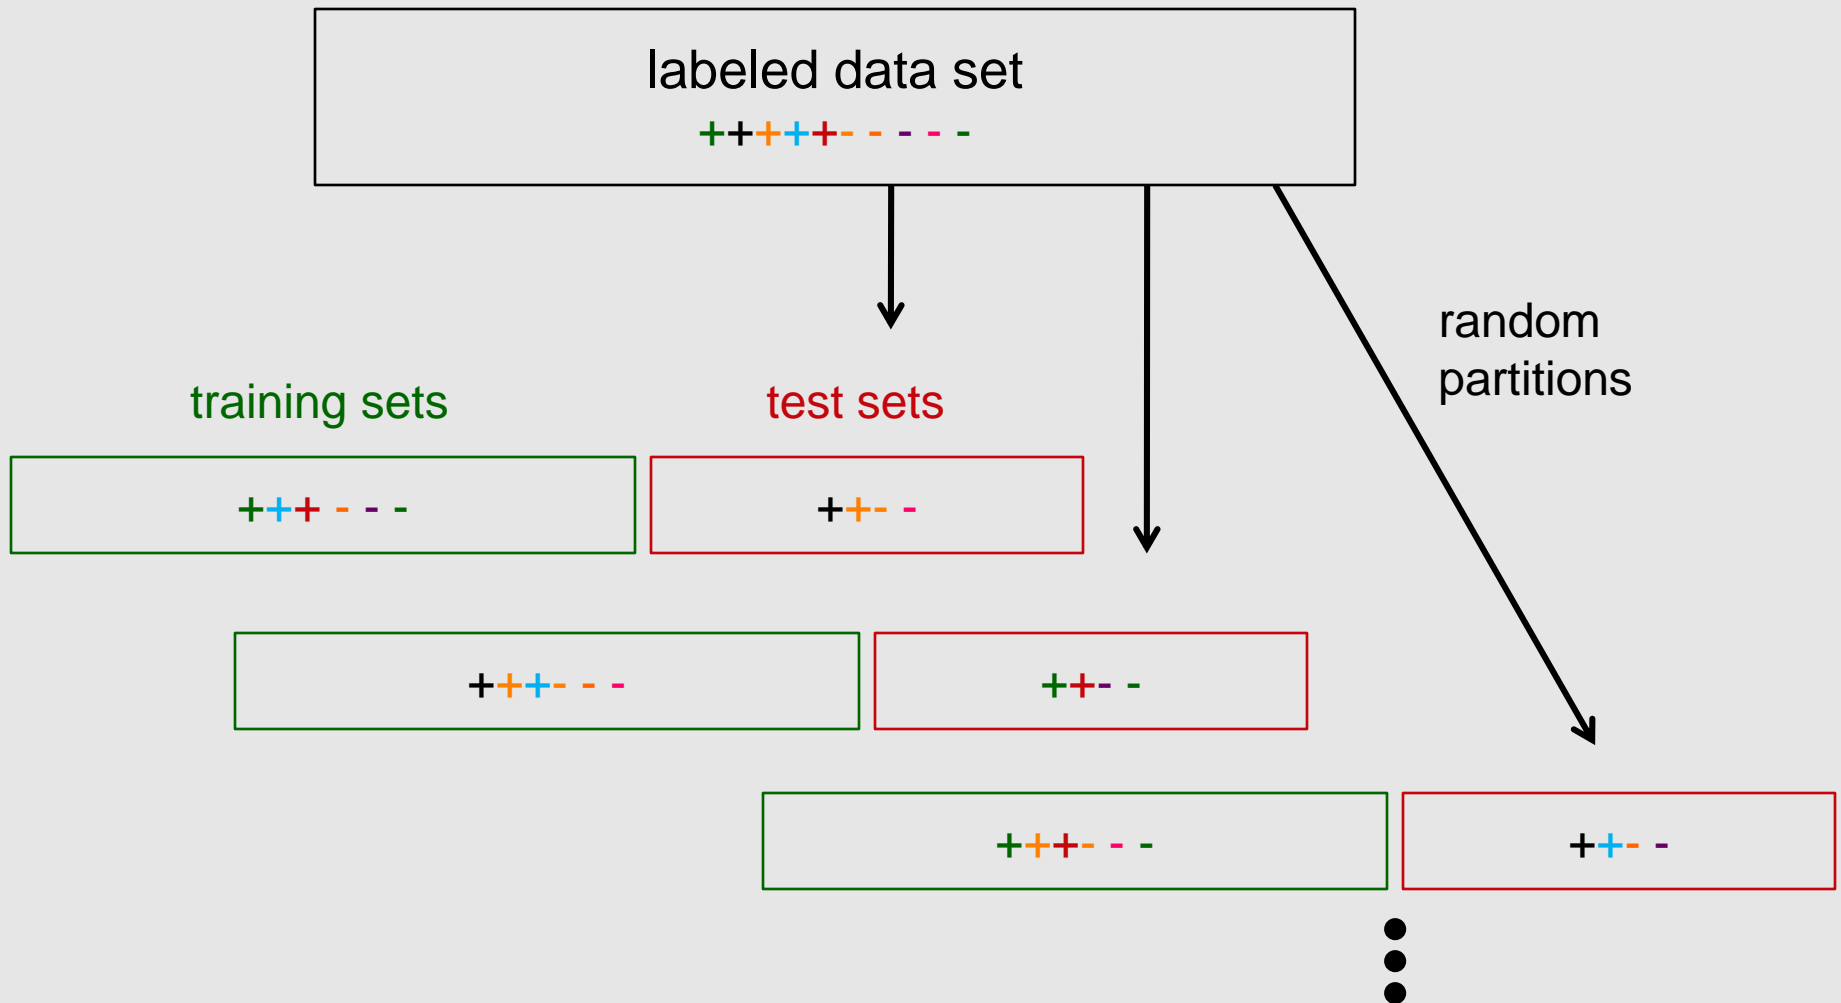 labeled data set
+++++- - - - -
random
partitions
training sets
test sets
+++ - - -
++- -
+++- - -
++- -
+++- - -
++- -